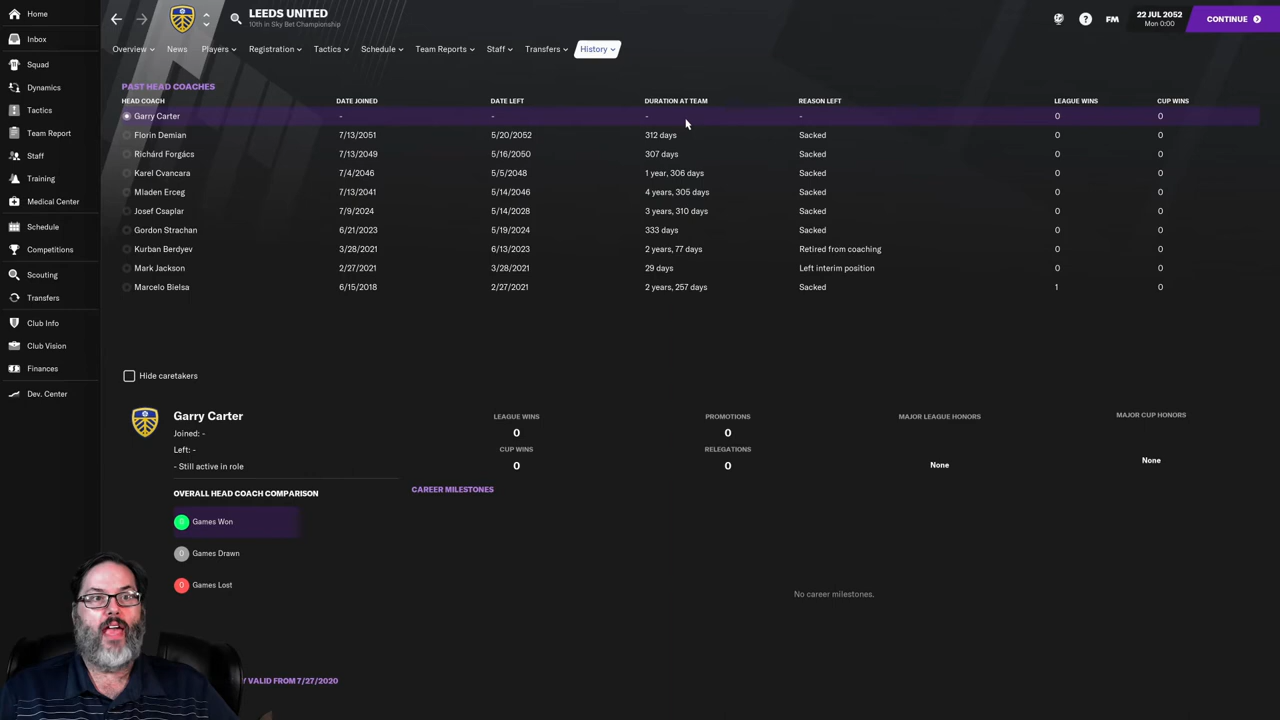 Home
Inbox
Squad
Dynamics
Tactics
Team Report
Staff
Training
Medical Center
Schedule
Competitions
Scouting
Transfers
Club Info
Club Vision
Finances
Dev. Center
LEEDS UNITED
10th in Sky Bet Championship
? FM 22 JUL 2052 CONTINUE
Mon 0:00
Overview News Players Registration Tactics Schedule Team Reports Staff Transfers History
PAST HEAD COACHES
HEAD COACH DATE JOINED DATE LEFT DURATION AT TEAM REASON LEFT LEAGUE WINS CUP WINS
Garry Carter - - - - 0 0
Florin Demian 7/13/2051 5/20/2052 312 days Sacked 0 0
Richárd Forgács 7/13/2049 5/16/2050 307 days Sacked 0 0
Karel Cvancara 7/4/2046 5/5/2048 1 year, 306 days Sacked 0 0
Mladen Erceg 7/13/2041 5/14/2046 4 years, 305 days Sacked 0 0
Josef Csaplar 7/9/2024 5/14/2028 3 years, 310 days Sacked 0 0
Gordon Strachan 6/21/2023 5/19/2024 333 days Sacked 0 0
Kurban Berdyev 3/28/2021 6/13/2023 2 years, 77 days Retired from coaching 0 0
Mark Jackson 2/27/2021 3/28/2021 29 days Left interim position 0 0
Marcelo Bielsa 6/15/2018 2/27/2021 2 years, 257 days Sacked 1 0
Hide caretakers
Garry Carter
Joined: -
Left: -
- Still active in role
LEAGUE WINS PROMOTIONS MAJOR LEAGUE HONORS MAJOR CUP HONORS
0 0
CUP WINS RELEGATIONS
0 0 None None
OVERALL HEAD COACH COMPARISON
0 Games Won
0 Games Drawn
0 Games Lost
CAREER MILESTONES
No career milestones.
Y VALID FROM 7/27/2020